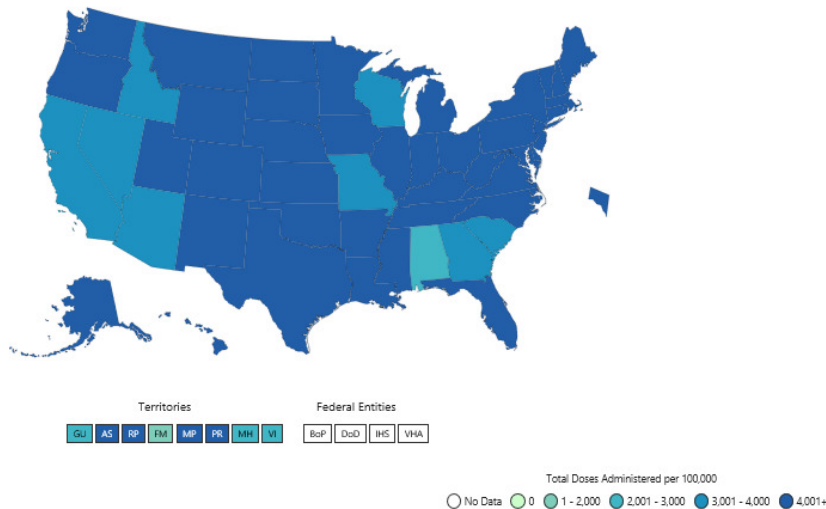 Territories
Federal Entities
GU AS RP FM MP PR MH VI
BoP DoD IHS VHA
Total Doses Administered per 100,000
No Data 0 1 - 2,000 2,001 - 3,000 3,001 - 4,000 4,001+